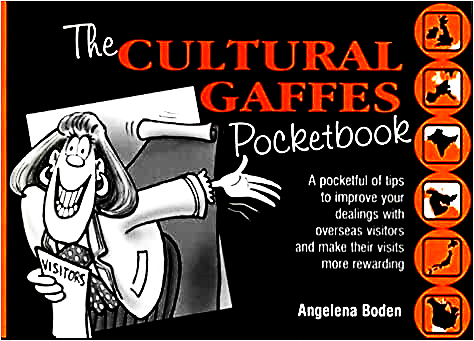 The CULTURAL
GAFFES
Pocketbook
A pocketful of tips
to improve your
dealings with
overseas visitors
and make their visits
more rewarding
VISITORS
Angelena Boden